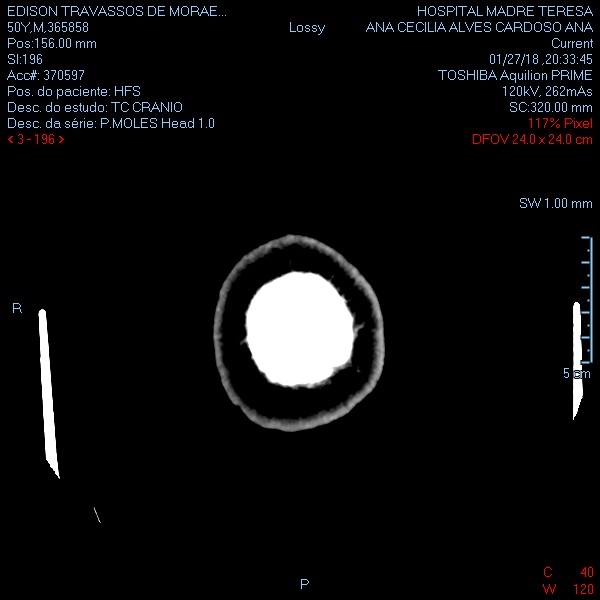 EDISON TRAVASSOS DE MORAE...
50Y,M,365858
Pos:156.00 mm
SI:196
Acc#: 370597
Pos. do paciente: HFS
Desc. do estudo: TC CRANIO
Desc. da série: P.MOLES Head 1.0
< 3 - 196 >
Lossy
HOSPITAL MADRE TERESA
ANA CECILIA ALVES CARDOSO ANA
Current
01/27/18 ,20:33:45
TOSHIBA Aquilion PRIME
120kV, 262mAs
SC:320.00 mm
117% Pixel
DFOV 24.0 x 24.0 cm
SW 1.00 mm
R
5 cm
P
C 40
W 120